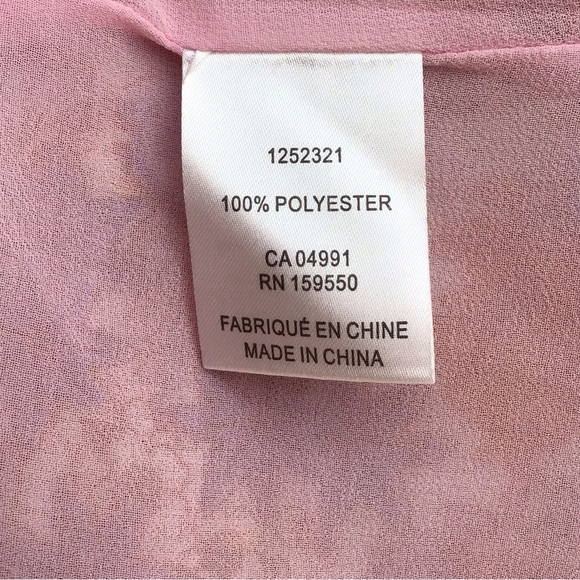 1252321
100% POLYESTER
CA 04991
RN 159550
FABRIQUÉ EN CHINE
MADE IN CHINA